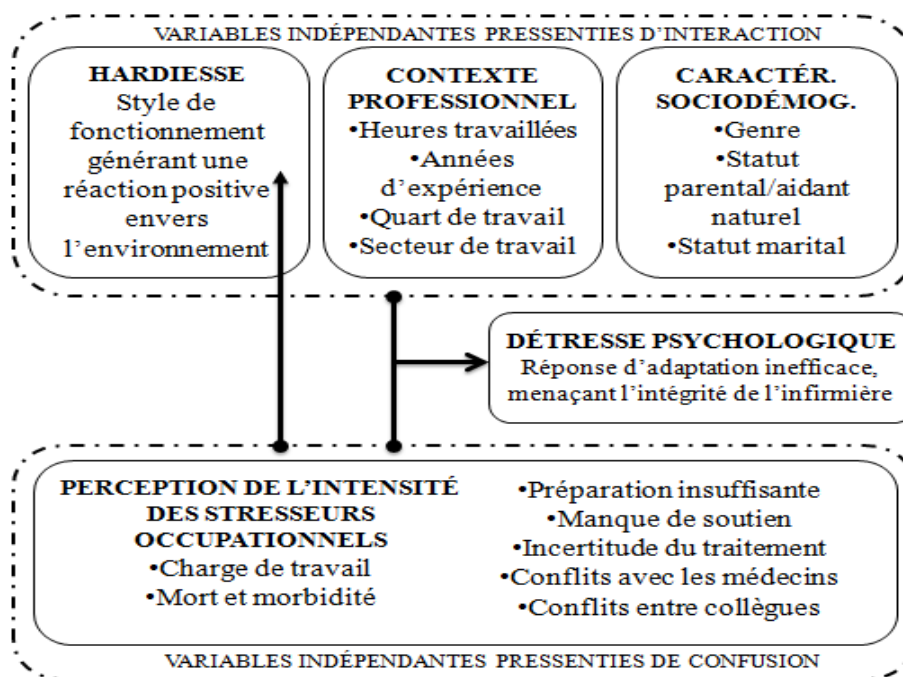 VARIABLES INDÉPENDANTES PRESSENTIES D'INTERACTION
HARDIESSE
Style de
fonctionnement
générant une
réaction positive
envers
l'environnement
CONTEXTE
PROFESSIONNEL
•Heures travaillées
•Années
d'expérience
•Quart de travail
•Secteur de travail
CARACTÉR.
SOCIODÉMOG.
•Genre
•Statut
parental/aidant
naturel
•Statut marital
DÉTRESSE PSYCHOLOGIQUE
Réponse d'adaptation inefficace,
menaçant l'intégrité de l'infirmière
PERCEPTION DE L'INTENSITÉ
DES STRESSEURS
OCCUPATIONNELS
•Charge de travail
•Mort et morbidité
•Préparation insuffisante
•Manque de soutien
•Incertitude du traitement
•Conflits avec les médecins
•Conflits entre collègues
VARIABLES INDÉPENDANTES PRESSENTIES DE CONFUSION